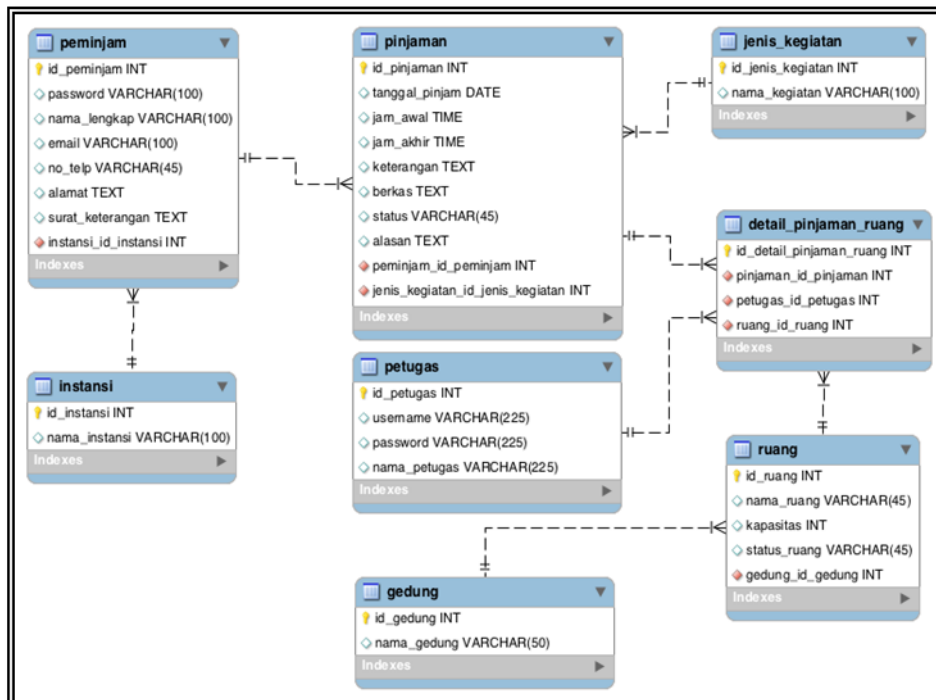 peminjam
id_peminjam INT
password VARCHAR(100)
nama_lengkap VARCHAR(100)
email VARCHAR(100)
no_telp VARCHAR(45)
alamat TEXT
surat_keterangan TEXT
instansi_id_instansi INT
Indexes
pinjaman
id_pinjaman INT
tanggal_pinjam DATE
jam_awal TIME
jam_akhir TIME
keterangan TEXT
berkas TEXT
status VARCHAR(45)
alasan TEXT
peminjam_id_peminjam INT
jenis_kegiatan_id_jenis_kegiatan INT
Indexes
jenis_kegiatan
id_jenis_kegiatan INT
nama_kegiatan VARCHAR(100)
Indexes
detail_pinjaman_ruang
id_detail_pinjaman_ruang INT
pinjaman_id_pinjaman INT
petugas_id_petugas INT
ruang_id_ruang INT
Indexes
instansi
id_instansi INT
nama_instansi VARCHAR(100)
Indexes
petugas
id_petugas INT
username VARCHAR(225)
password VARCHAR(225)
nama_petugas VARCHAR(225)
Indexes
ruang
id_ruang INT
nama_ruang VARCHAR(45)
kapasitas INT
status_ruang VARCHAR(45)
gedung_id_gedung INT
Indexes
gedung
id_gedung INT
nama_gedung VARCHAR(50)
Indexes